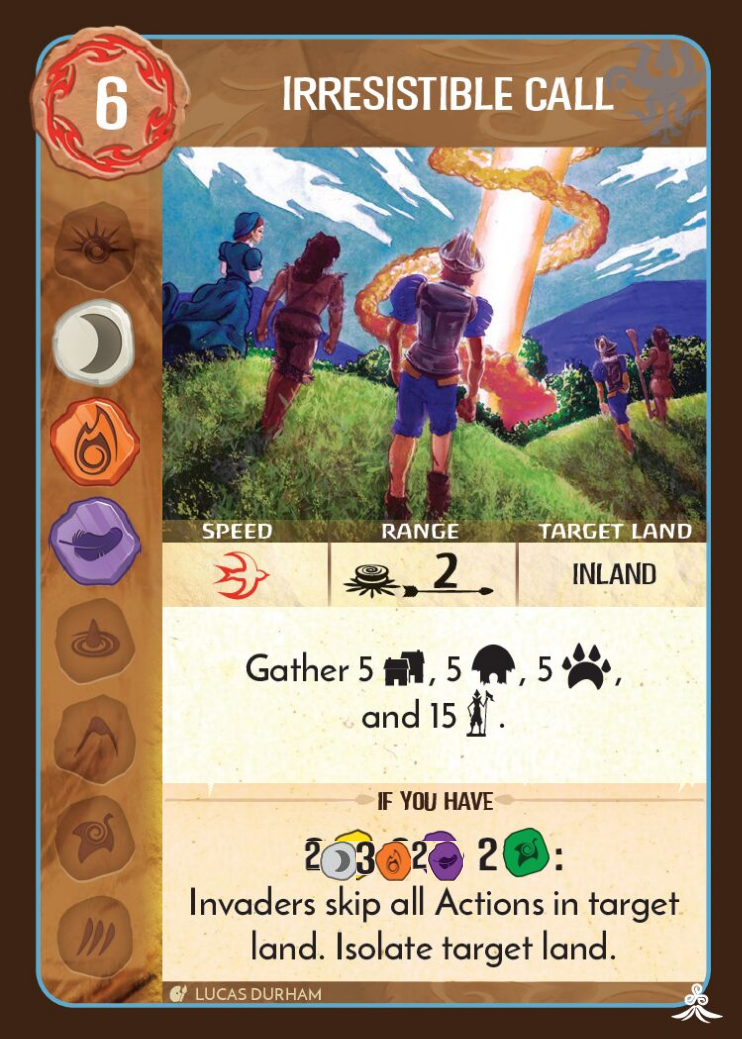 6
IRRESISTIBLE CALL
SPEED RANGE TARGET LAND
2 INLAND
Gather 5 , 5 , 5 ,
and 15 .
IF YOU HAVE
2 3 2 2 :
Invaders skip all Actions in target
land. Isolate target land.
LUCAS DURHAM